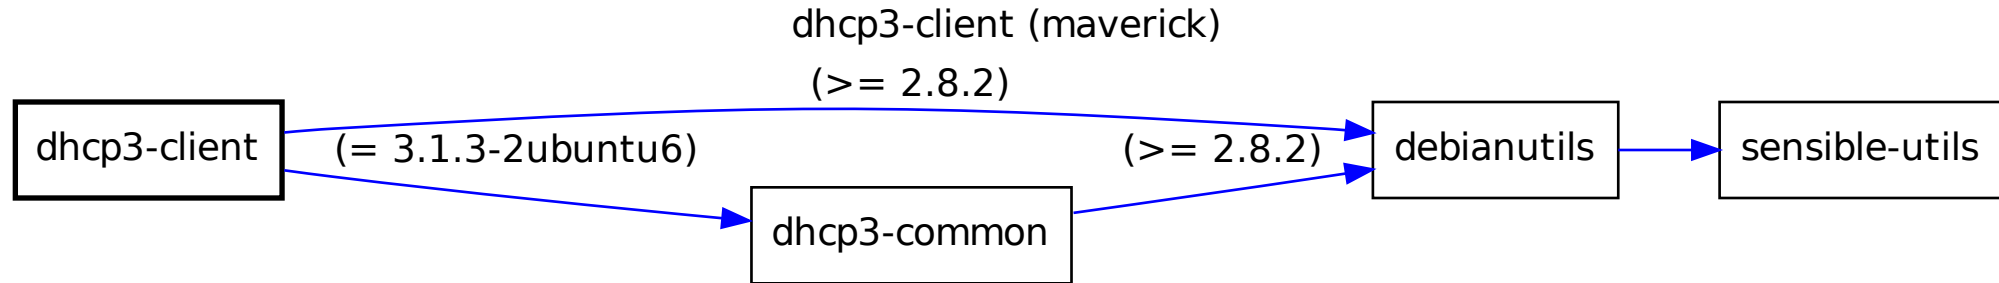 dhcp3-client (maverick)
(>= 2.8.2)
dhcp3-client
(= 3.1.3-2ubuntu6)
(>= 2.8.2)
debianutils
sensible-utils
dhcp3-common